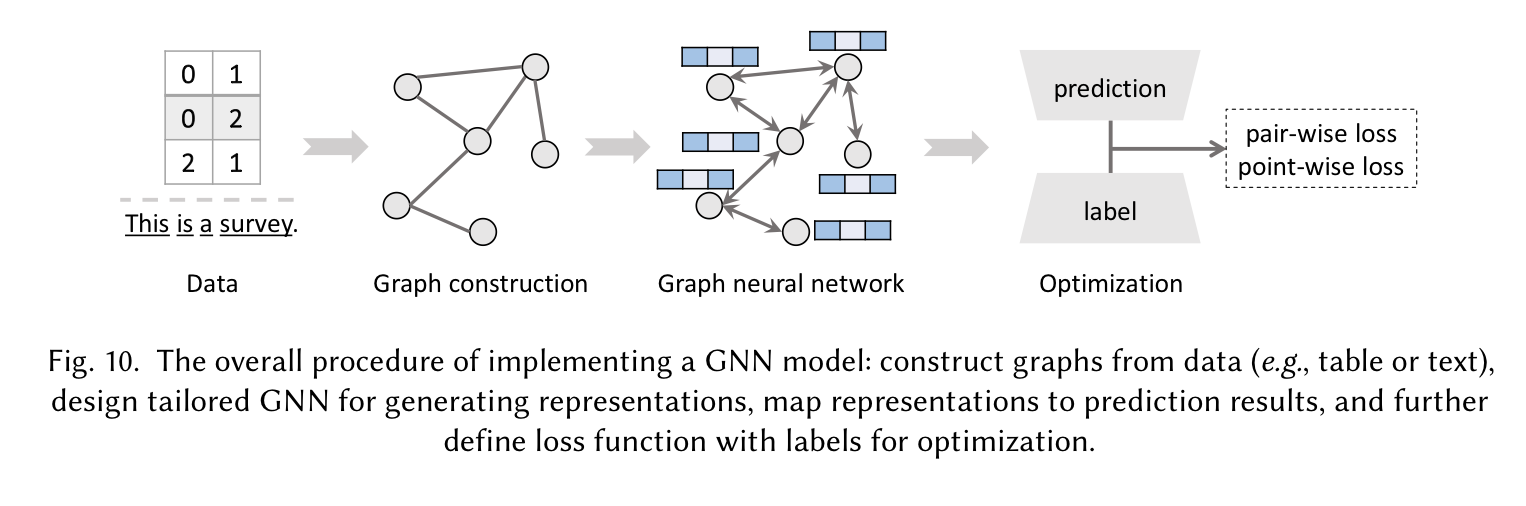 0 1
0 2
2 1
This is a survey.
prediction
label
pair-wise loss
point-wise loss
Data
Graph construction
Graph neural network
Optimization
Fig. 10. The overall procedure of implementing a GNN model: construct graphs from data (e.g., table or text),
design tailored GNN for generating representations, map representations to prediction results, and further
define loss function with labels for optimization.